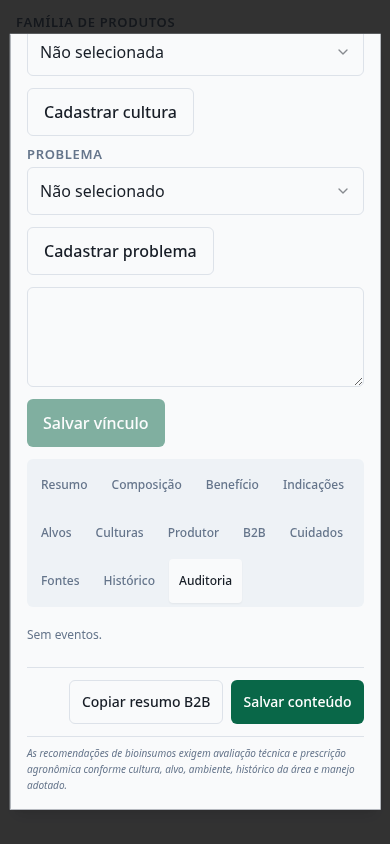 FAMÍLIA DE PRODUTOS
Não selecionada
Cadastrar cultura
PROBLEMA
Não selecionado
Cadastrar problema
Salvar vínculo
Resumo Composição Benefício Indicações
Alvos Culturas Produtor B2B Cuidados
Fontes Histórico Auditoria
Sem eventos.
Copiar resumo B2B Salvar conteúdo
As recomendações de bioinsumos exigem avaliação técnica e prescrição
agronômica conforme cultura, alvo, ambiente, histórico da área e manejo
adotado.